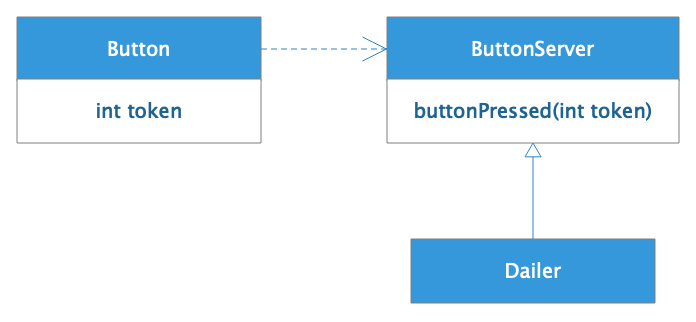 Button
int token
ButtonServer
buttonPressed(int token)
Dailer